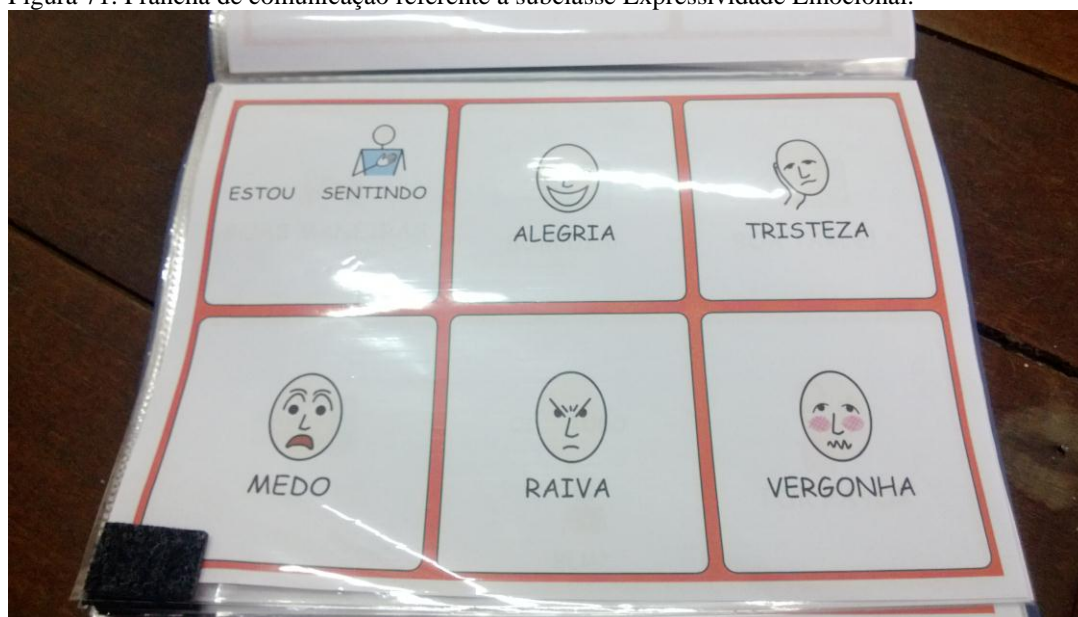 Figura 71: Prancha de comunicação referente à subclasse Expressividade Emocional.
ESTOU SENTINDO
ALEGRIA
TRISTEZA
MEDO
RAIVA
VERGONHA